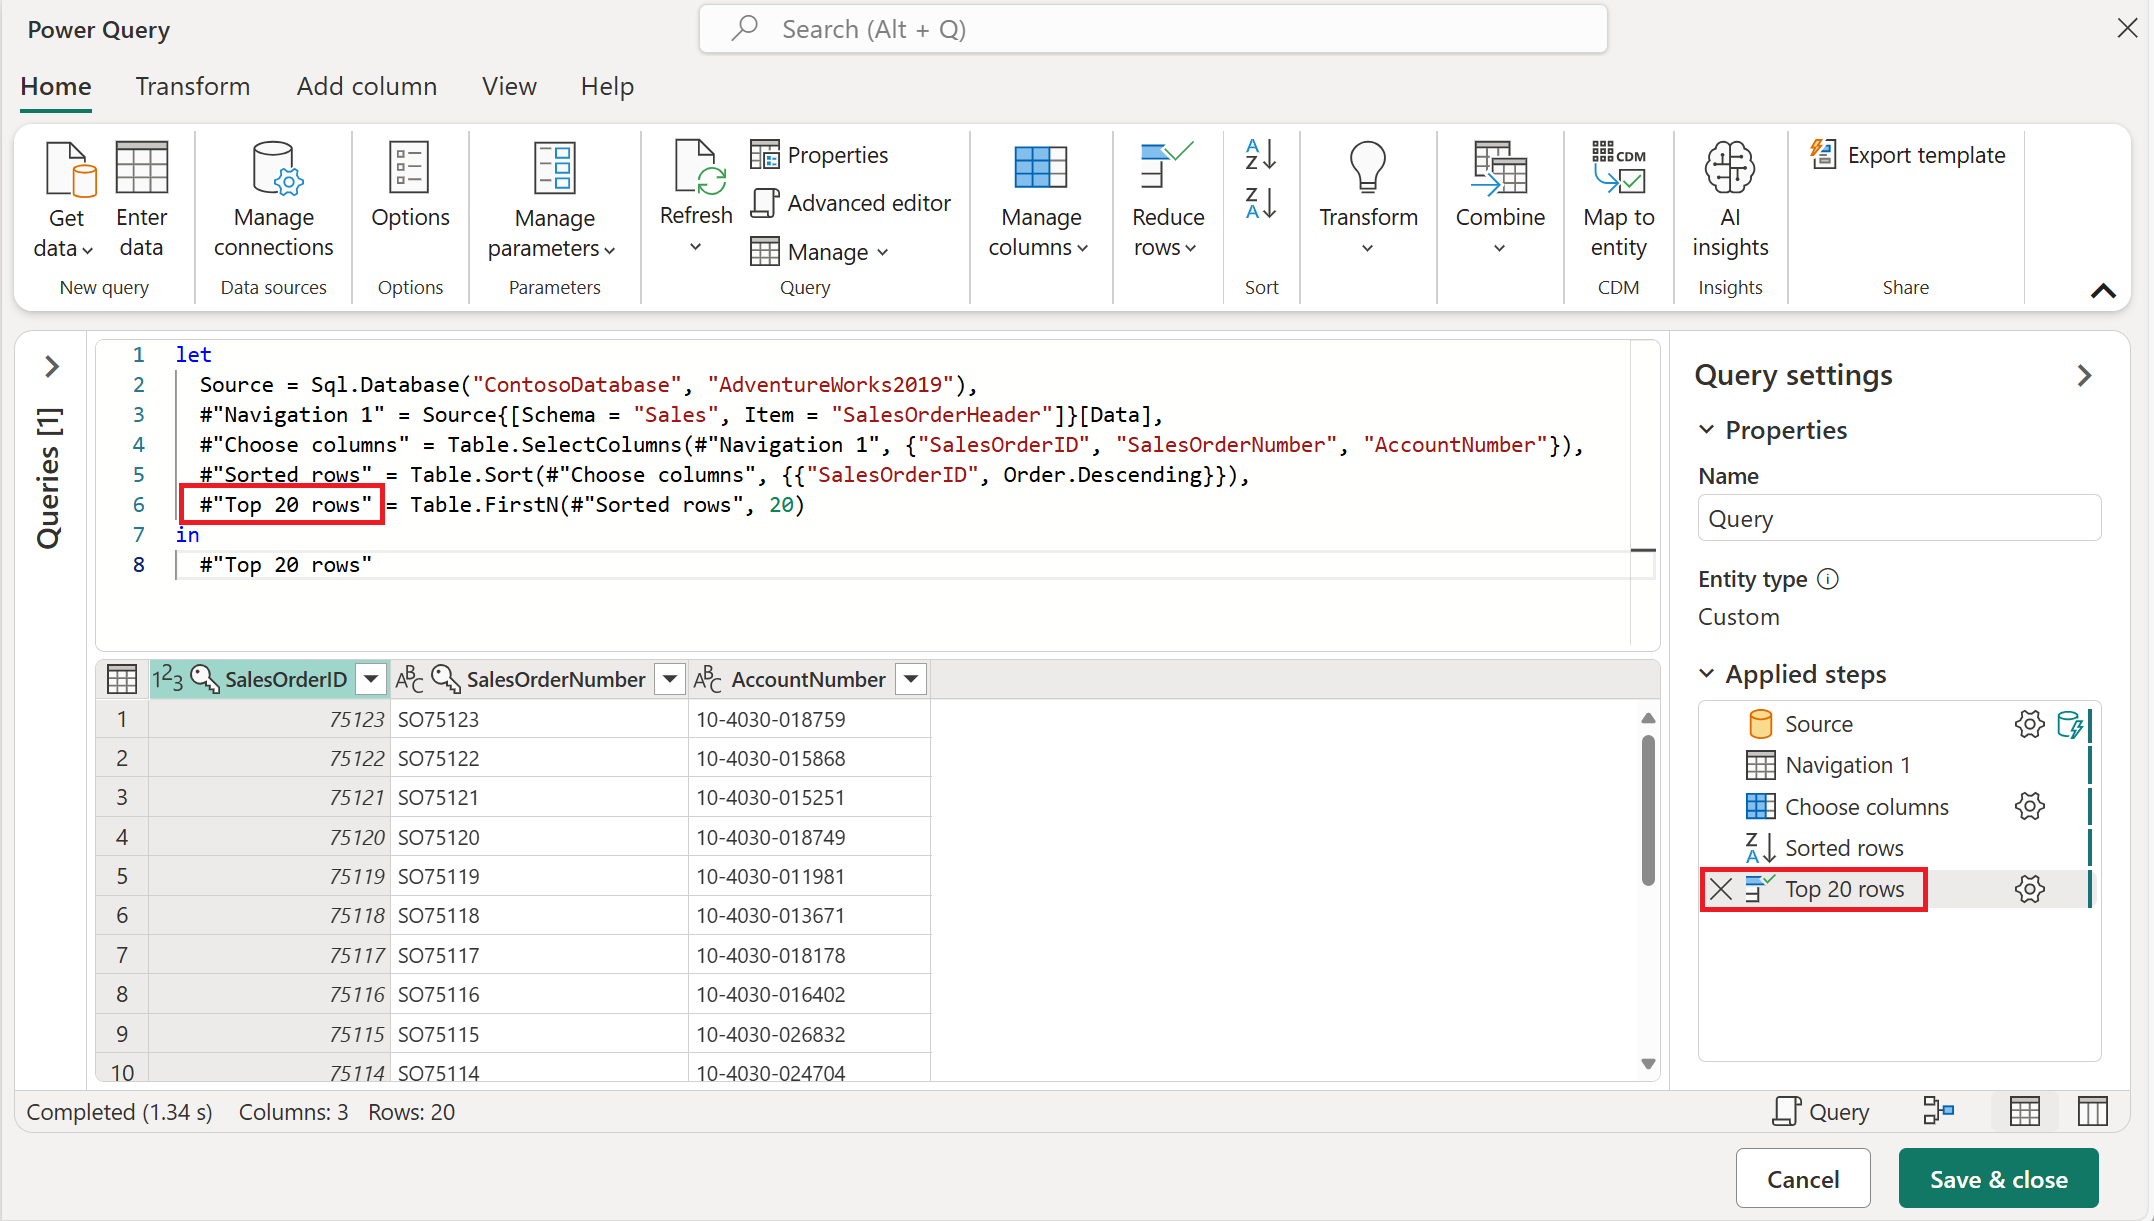 Power Query
Search (Alt + Q)
Home Transform Add column View Help
Get data
Enter data
New query
Manage connections
Data sources
Options
Options
Manage parameters
Parameters
Refresh
Properties
Advanced editor
Manage
Query
Manage columns
Reduce rows
A Z
Z A
Sort
Transform
Combine
CDM
Map to entity
CDM
AI insights
Insights
Export template
Share
Queries [1]
1 let
2 Source = Sql.Database("ContosoDatabase", "AdventureWorks2019"),
3 #"Navigation 1" = Source{[Schema = "Sales", Item = "SalesOrderHeader"]}[Data],
4 #"Choose columns" = Table.SelectColumns(#"Navigation 1", {"SalesOrderID", "SalesOrderNumber", "AccountNumber"}),
5 #"Sorted rows" = Table.Sort(#"Choose columns", {{"SalesOrderID", Order.Descending}}),
6 #"Top 20 rows" = Table.FirstN(#"Sorted rows", 20)
7 in
8 #"Top 20 rows"
123 SalesOrderID ABC SalesOrderNumber ABC AccountNumber
1 75123 SO75123 10-4030-018759
2 75122 SO75122 10-4030-015868
3 75121 SO75121 10-4030-015251
4 75120 SO75120 10-4030-018749
5 75119 SO75119 10-4030-011981
6 75118 SO75118 10-4030-013671
7 75117 SO75117 10-4030-018178
8 75116 SO75116 10-4030-016402
9 75115 SO75115 10-4030-026832
10 75114 SO75114 10-4030-024704
Query settings
Properties
Name
Query
Entity type
Custom
Applied steps
Source
Navigation 1
Choose columns
Z A Sorted rows
Top 20 rows
Completed (1.34 s) Columns: 3 Rows: 20
Query
Cancel
Save & close